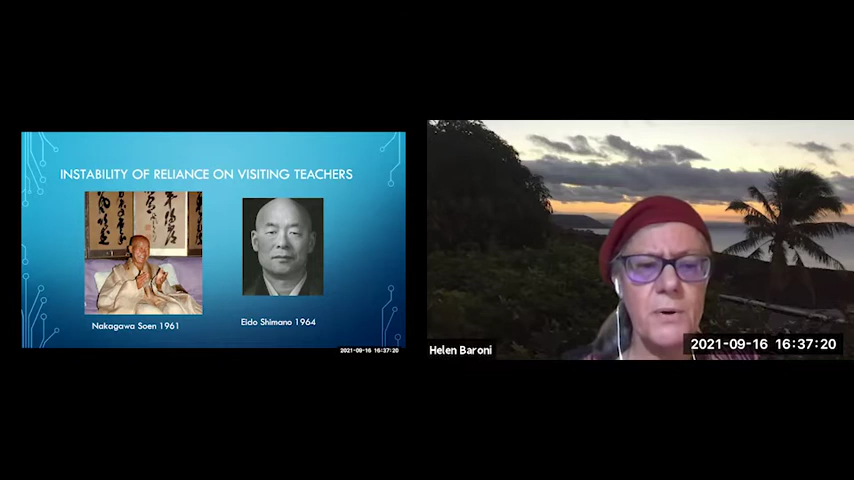 INSTABILITY OF RELIANCE ON VISITING TEACHERS
Nakagawa Soen 1961
Eido Shimano 1964
2021-09-16 16:37:20
Helen Baroni
2021-09-16 16:37:20